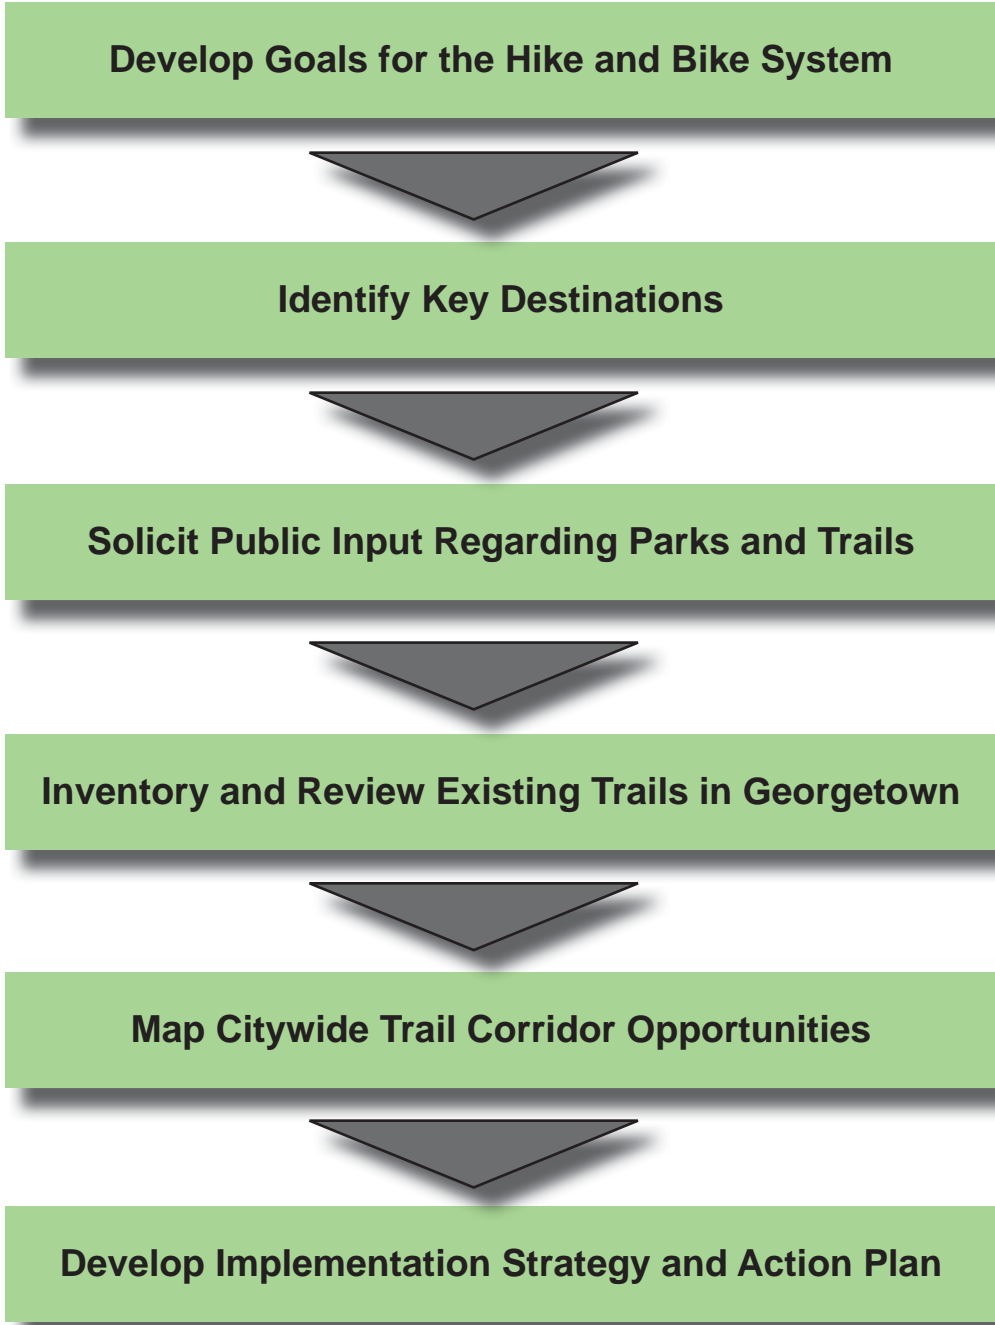 Develop Goals for the Hike and Bike System
Identify Key Destinations
Solicit Public Input Regarding Parks and Trails
Inventory and Review Existing Trails in Georgetown
Map Citywide Trail Corridor Opportunities
Develop Implementation Strategy and Action Plan